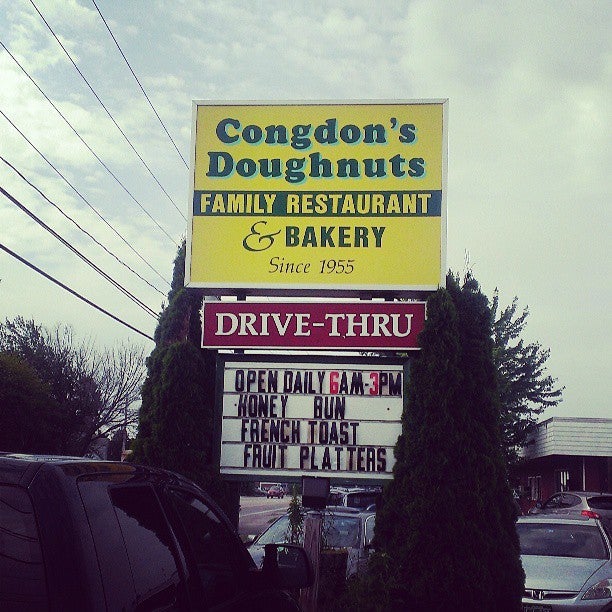 Congdon's
Doughnuts
FAMILY RESTAURANT
& BAKERY
Since 1955
DRIVE-THRU
OPEN DAILY 6AM-3PM
HONEY BUN
FRENCH TOAST
FRUIT PLATTERS